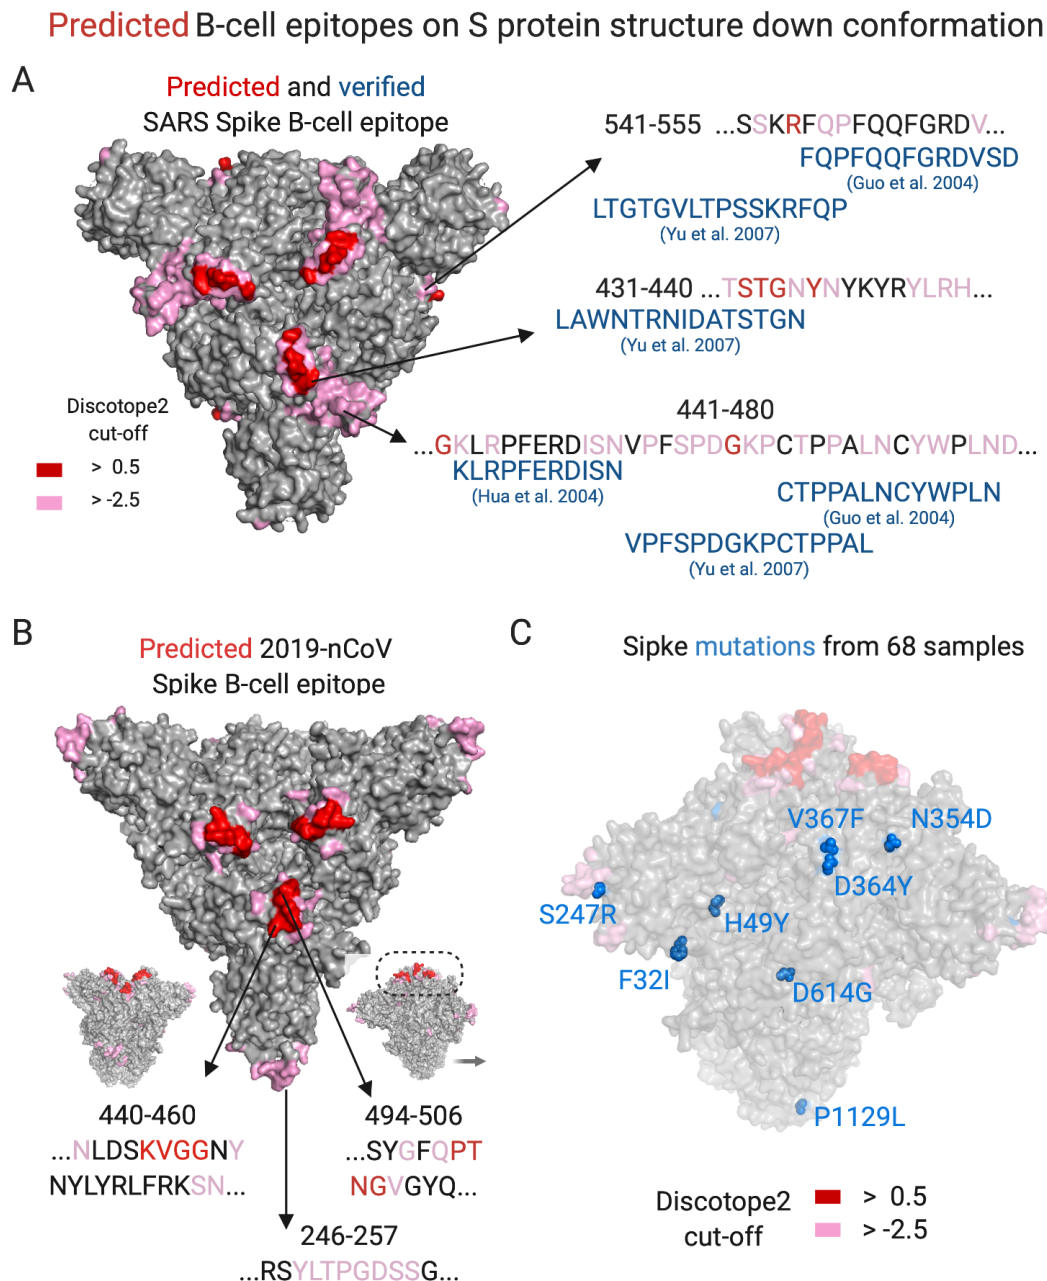 Predicted B-cell epitopes on S protein structure down conformation
A
Predicted and verified
SARS Spike B-cell epitope
541-555 ...SSKRFQPFQQFGRDV...
FQPFQQFGRDVSD
(Guo et al. 2004)
LTGTGVLTPSSKRFQP
(Yu et al. 2007)
431-440 ...TSTGNYNYKYRYLRH...
LAWNTRNIDATSTGN
(Yu et al. 2007)
441-480
...GKLRPFERDISNVPFSPDGKPCTPPALNCYWPLND...
KLRPFERDISN
(Hua et al. 2004)
CTPPALNCYWPLN
(Guo et al. 2004)
VPFSPDGKPCTPPAL
(Yu et al. 2007)
Discotope2
cut-off
> 0.5
> -2.5
B
Predicted 2019-nCoV
Spike B-cell epitope
440-460
...NLDSKVGGNY
NYLYRLFRKSN...
494-506
...SYGFQPT
NGVGYQ...
246-257
...RSYLTPGDSSG...
C
Sipke mutations from 68 samples
V367F
N354D
D364Y
S247R
H49Y
F32I
D614G
P1129L
Discotope2
cut-off
> 0.5
> -2.5